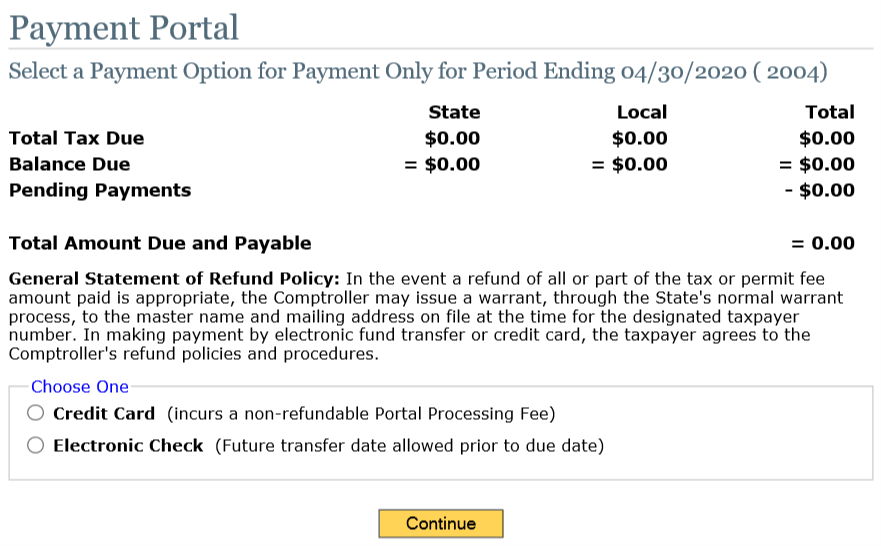 Payment Portal
Select a Payment Option for Payment Only for Period Ending 04/30/2020 ( 2004)
State Local Total
Total Tax Due $0.00 $0.00 $0.00
Balance Due = $0.00 = $0.00 = $0.00
Pending Payments - $0.00
Total Amount Due and Payable = 0.00
General Statement of Refund Policy: In the event a refund of all or part of the tax or permit fee
amount paid is appropriate, the Comptroller may issue a warrant, through the State's normal warrant
process, to the master name and mailing address on file at the time for the designated taxpayer
number. In making payment by electronic fund transfer or credit card, the taxpayer agrees to the
Comptroller's refund policies and procedures.
Choose One
Credit Card (incurs a non-refundable Portal Processing Fee)
Electronic Check (Future transfer date allowed prior to due date)
Continue